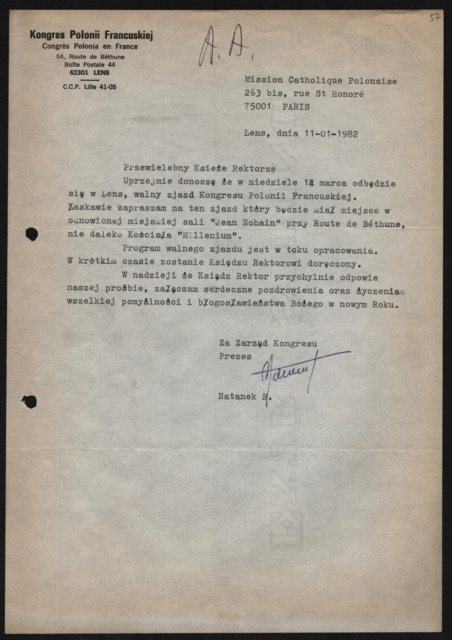 57
Kongres Polonii Francuskiej
Congrès Polonia en France
54, Route de Béthune
Boîte Postale 44
62301 LENS
C.C.P. Lille 41-05
A.A.
Mission Catholique Polonaise
263 bis, rue St Honoré
75001 PARIS
Lens, dnia 11-01-1982
Przewielebny Księże Rektorze
Uprzejmie donoszę że w niedziele 14 marca odbędzie
się w Lens, walny zjazd Kongresu Polonii Francuskiej.
Łaskawie zapraszam na ten zjazd który będzie miał miejsce w
odnowionej miejskiej sali "Jean Nohain" przy Route de Béthune,
nie daleko Kościoła "Millenium".
Program walnego zjazdu jest w toku opracowania.
W krótkim czasie zostanie Księdzu Rektorowi doręczony.
W nadzieji że Ksiądz Rektor przychylnie odpowie
naszej prośbie, załączam serdeczne pozdrowienia oraz życzeniam
wszelkiej pomyślności i błogosławieństwa Bożego w nowym Roku.
Za Zarząd Kongresu
Prezes
Natanek B.